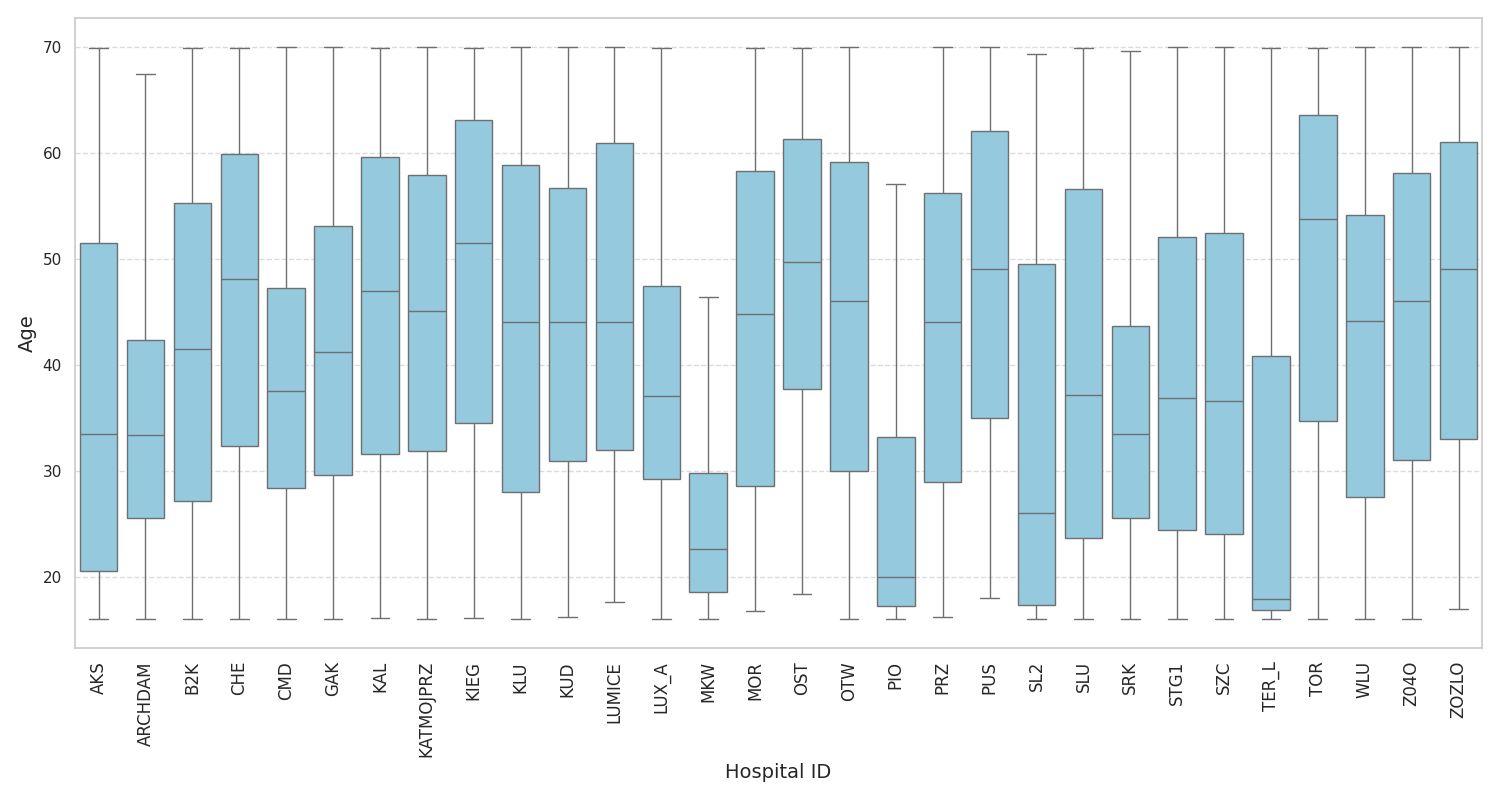 70
60
50
40
30
20
Age
AKS
ARCHDAM
B2K
CHE
CMD
GAK
KAL
KATMOJPRZ
KIEG
KLU
KUD
LUMICE
LUX_A
MKW
MOR
OST
OTW
PIO
PRZ
PUS
SL2
SLU
SRK
STG1
SZC
TER_L
TOR
WLU
Z04O
ZOZLO
Hospital ID